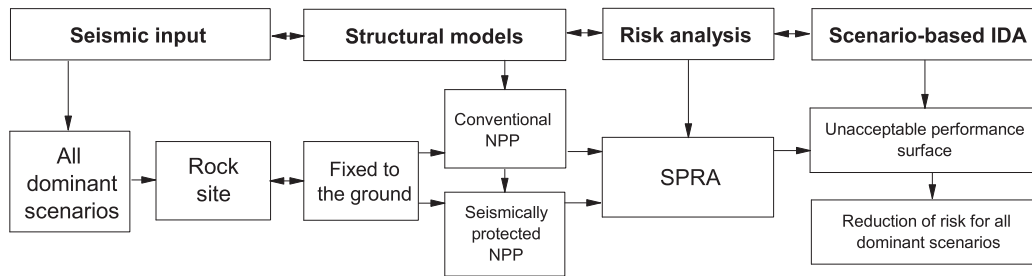 Seismic input
Structural models
Risk analysis
Scenario-based IDA
All
dominant
scenarios
Rock
site
Fixed to
the ground
Conventional
NPP
Seismically
protected
NPP
SPRA
Unacceptable performance
surface
Reduction of risk for all
dominant scenarios